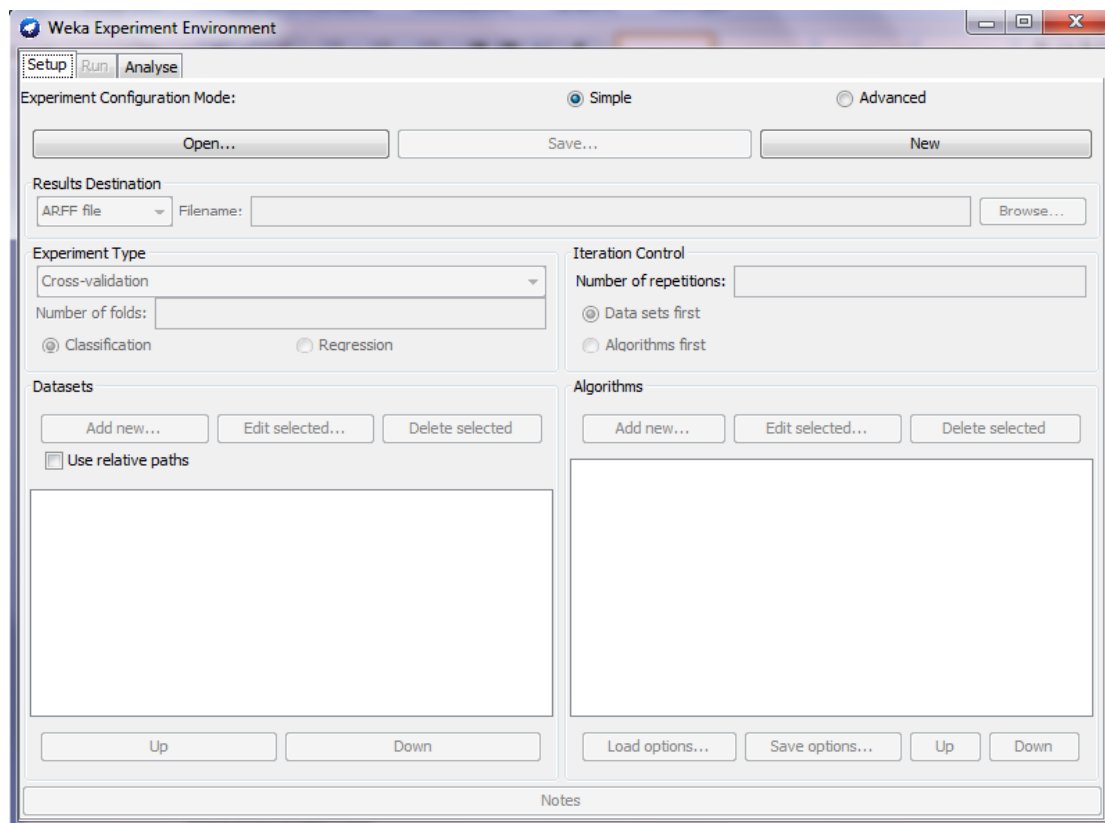 Weka Experiment Environment
Setup Run Analyse
Experiment Configuration Mode: Simple Advanced
Open... Save... New
Results Destination
ARFF file Filename: Browse...
Experiment Type Iteration Control
Cross-validation Number of repetitions:
Number of folds: Data sets first
Classification Regression Algorithms first
Datasets Algorithms
Add new... Edit selected... Delete selected Add new... Edit selected... Delete selected
Use relative paths
Up Down Load options... Save options... Up Down
Notes